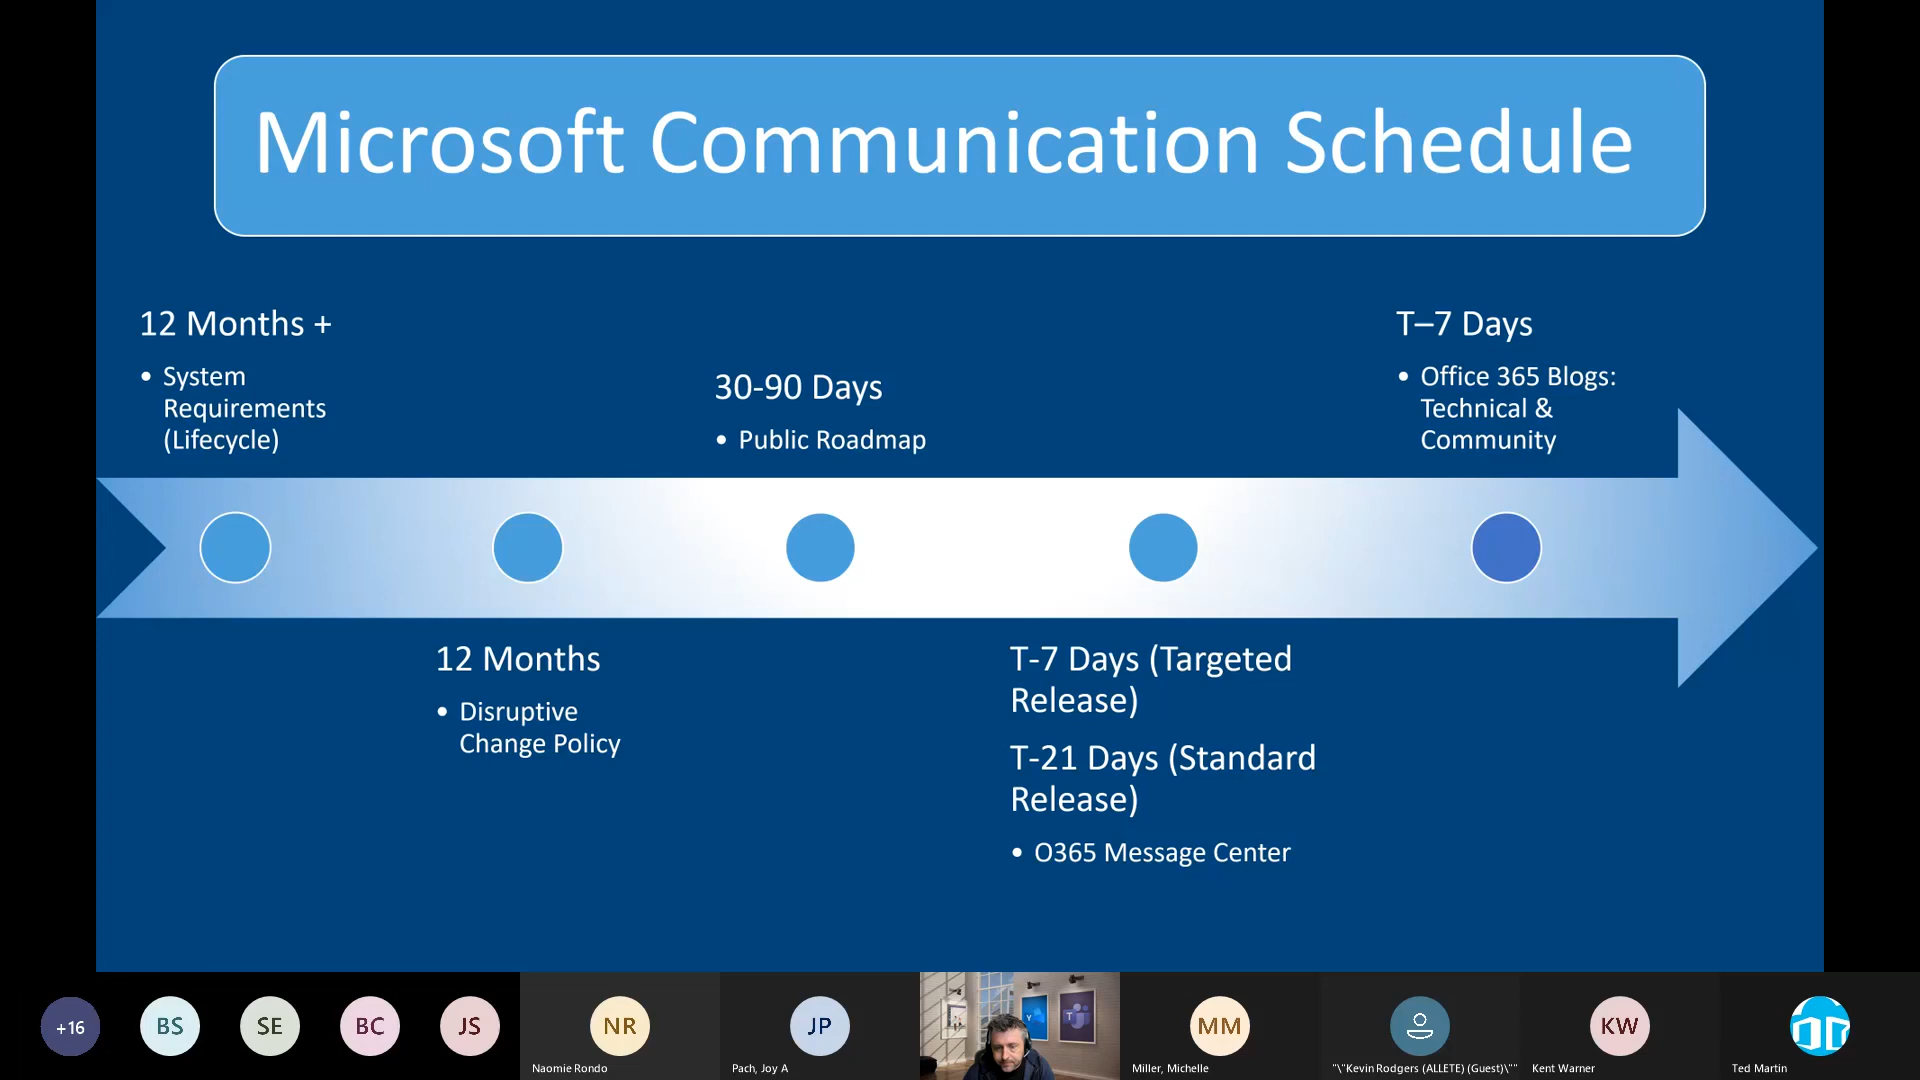 Microsoft Communication Schedule
12 Months +
• System
Requirements
(Lifecycle)
30-90 Days
• Public Roadmap
T–7 Days
• Office 365 Blogs:
Technical &
Community
12 Months
• Disruptive
Change Policy
T-7 Days (Targeted
Release)
T-21 Days (Standard
Release)
• O365 Message Center
+16
BS
SE
BC
JS
NR
Naomie Rondo
JP
Pach, Joy A
MM
Miller, Michelle
"\"Kevin Rodgers (ALLETE) (Guest)\""
KW
Kent Warner
Ted Martin